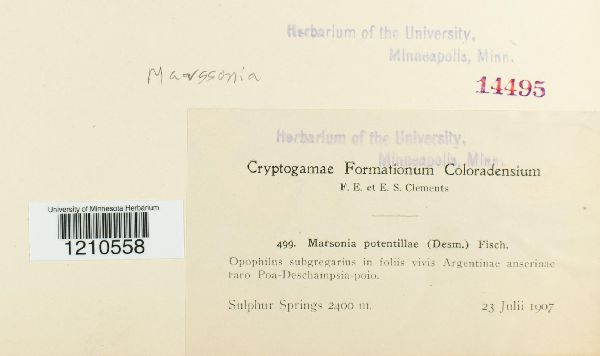 Herbarium of the University,
Minneapolis, Minn.
Marssonia
14495
Herbarium of the University,
Minneapolis, Minn.
Cryptogamae Formationum Coloradensium
F. E. et E. S. Clements
University of Minnesota Herbarium
1210558
499. Marsonia potentillae (Desm.) Fisch.
Opophilus subgregarius in foliis vivis Argentinae anserinae
raro Poa-Deschampsia-poio.
Sulphur Springs 2400 m. 23 Julii 1907